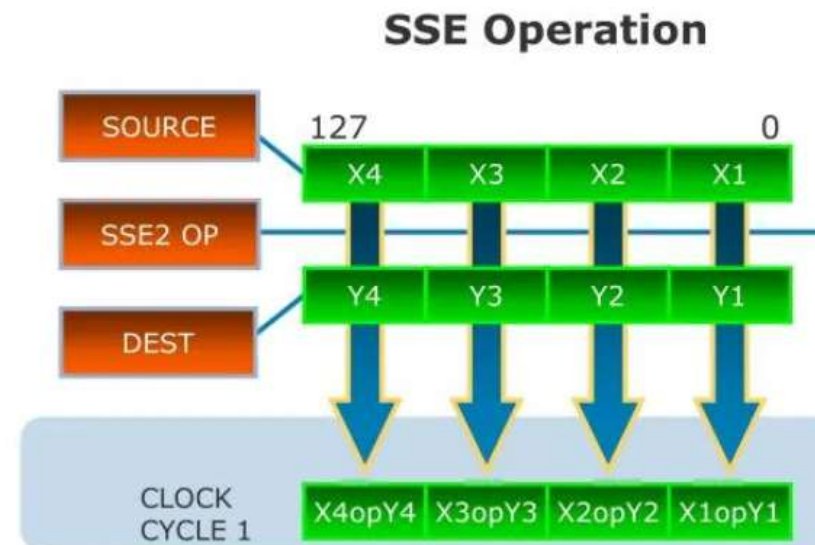 SSE Operation
SOURCE
127 0
X4 X3 X2 X1
SSE2 OP
Y4 Y3 Y2 Y1
DEST
CLOCK
CYCLE 1
X4opY4 X3opY3 X2opY2 X1opY1